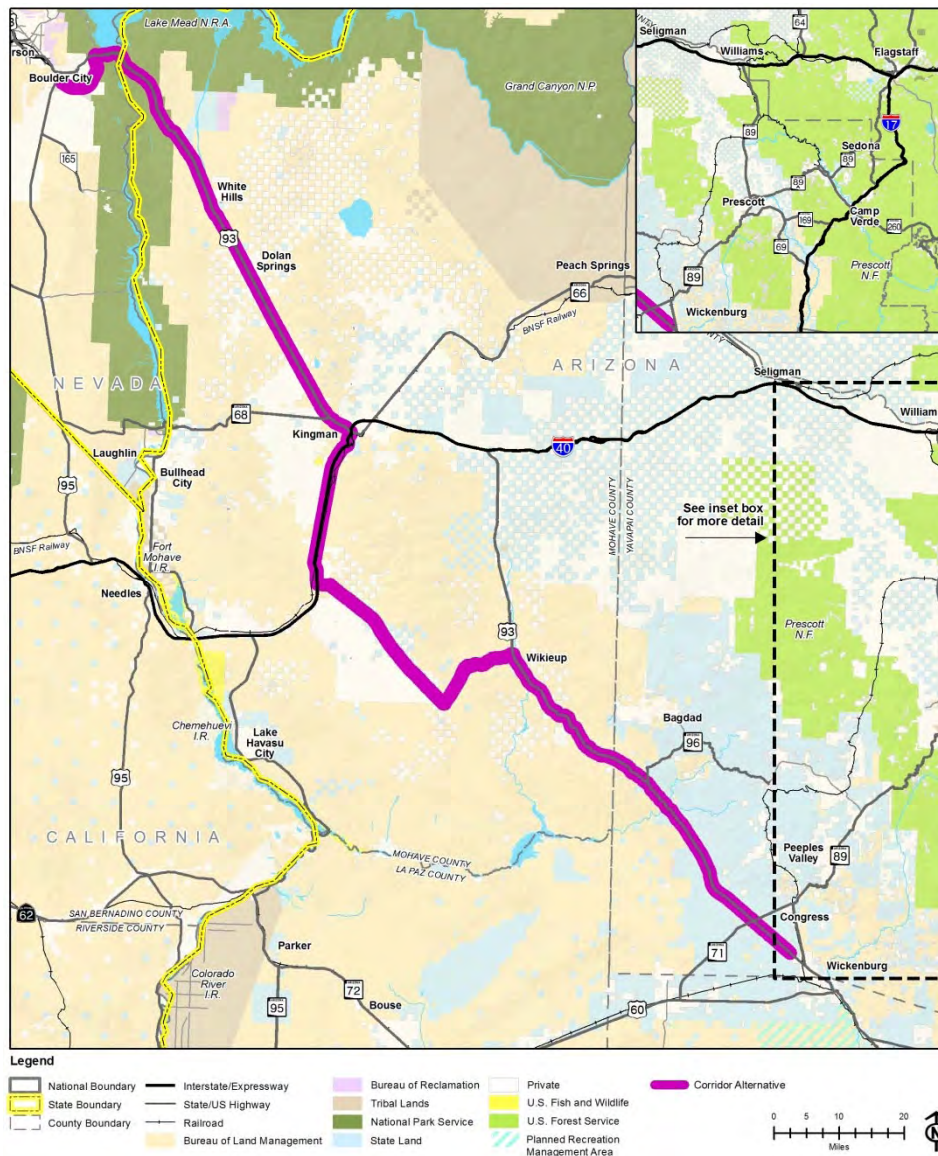 Lake Mead N.R.A.
Boulder City
Grand Canyon N.P.
165
White
Hills
93
Dolan
Springs
Peach Springs
66
BNSF Railway
NEVADA
ARIZONA
68
Kingman
Laughlin
Bullhead
City
95
40
Seligman
MOHAVE COUNTY
YAVAPAI COUNTY
See inset box
for more detail
BNSF Railway
Fort
Mohave
I.R.
Needles
Prescott
N.F.
93
Wikieup
Chemehuevi
I.R.
Lake
Havasu
City
Bagdad
96
95
CALIFORNIA
MOHAVE COUNTY
LA PAZ COUNTY
Peeples
Valley
89
62
SAN BERNADINO COUNTY
RIVERSIDE COUNTY
Congress
Parker
71
Wickenburg
Colorado
River
I.R.
95
72
Bouse
60
Seligman
64
Williams
Flagstaff
17
89
Sedona
89
89
Prescott
169
Camp
Verde
260
69
Prescott
N.F.
89
Wickenburg
Legend
National Boundary
State Boundary
County Boundary
Interstate/Expressway
State/US Highway
Railroad
Bureau of Land Management
Bureau of Reclamation
Tribal Lands
National Park Service
State Land
Private
U.S. Fish and Wildlife
U.S. Forest Service
Planned Recreation
Management Area
Corridor Alternative
0 5 10 20
Miles
N